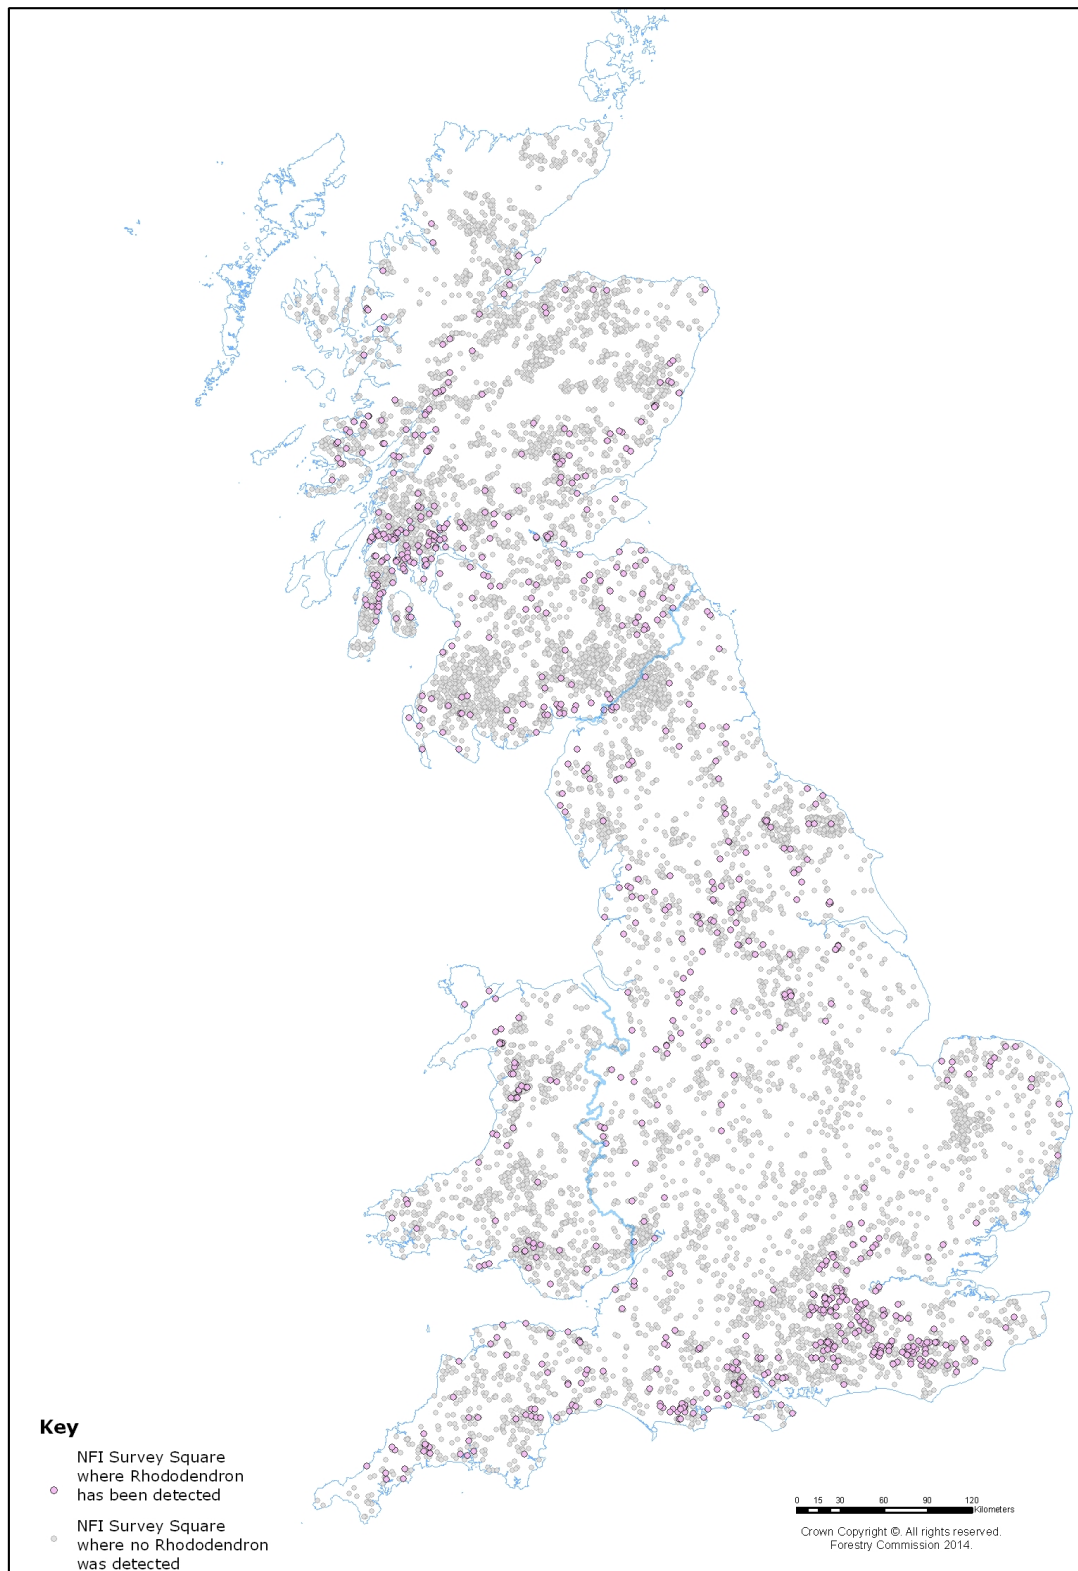 Key
NFI Survey Square
where Rhododendron
has been detected
NFI Survey Square
where no Rhododendron
was detected
0 15 30 60 90 120
Kilometers
Crown Copyright ©. All rights reserved.
Forestry Commission 2014.